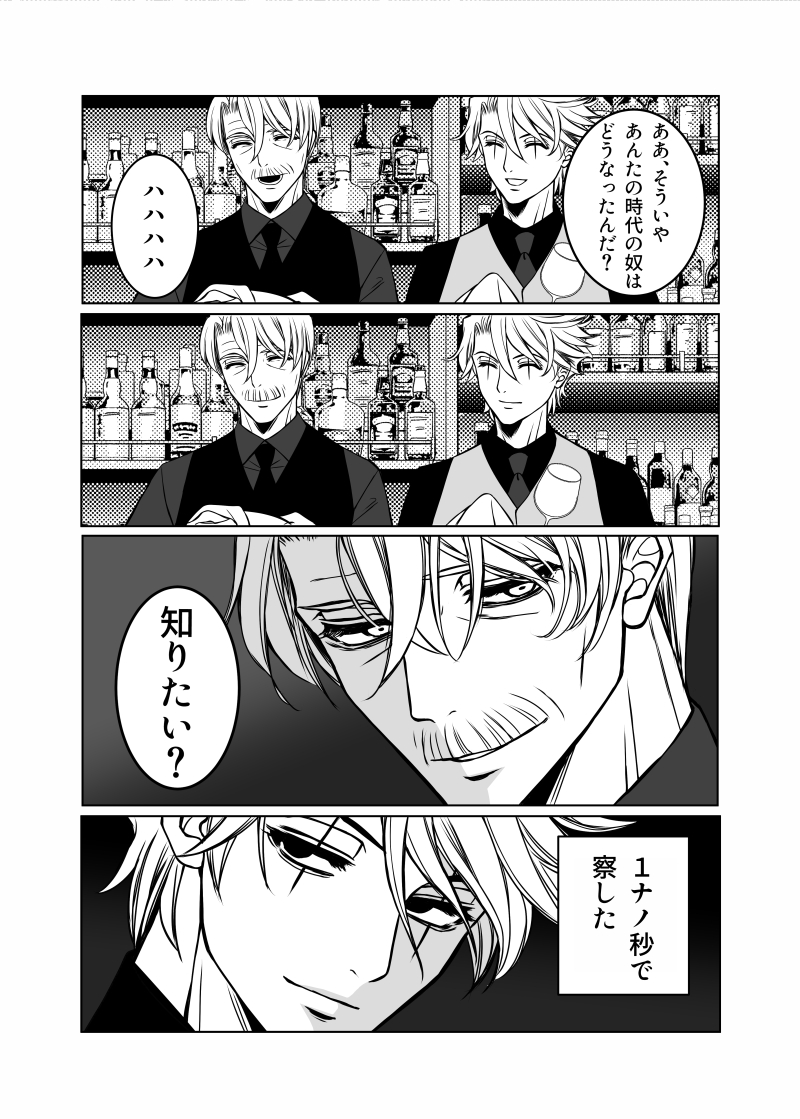 ああ、そういや
あんたの時代の奴は
どうなったんだ？
ハハハハ
知りたい？
１ナノ秒で
察した